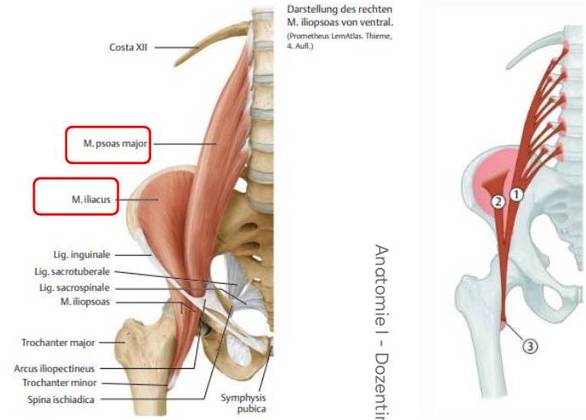 Darstellung des rechten
M. iliopsoas von ventral.
(Prometheus LernAtlas. Thieme,
4. Aufl.)
Costa XII
M. psoas major
M. iliacus
Lig. inguinale
Lig. sacrotuberale
Lig. sacrospinale
M. iliopsoas
Trochanter major
Arcus iliopectineus
Trochanter minor
Spina ischiadica
Symphysis
pubica
Anatomie I - Dozentin
1
2
3